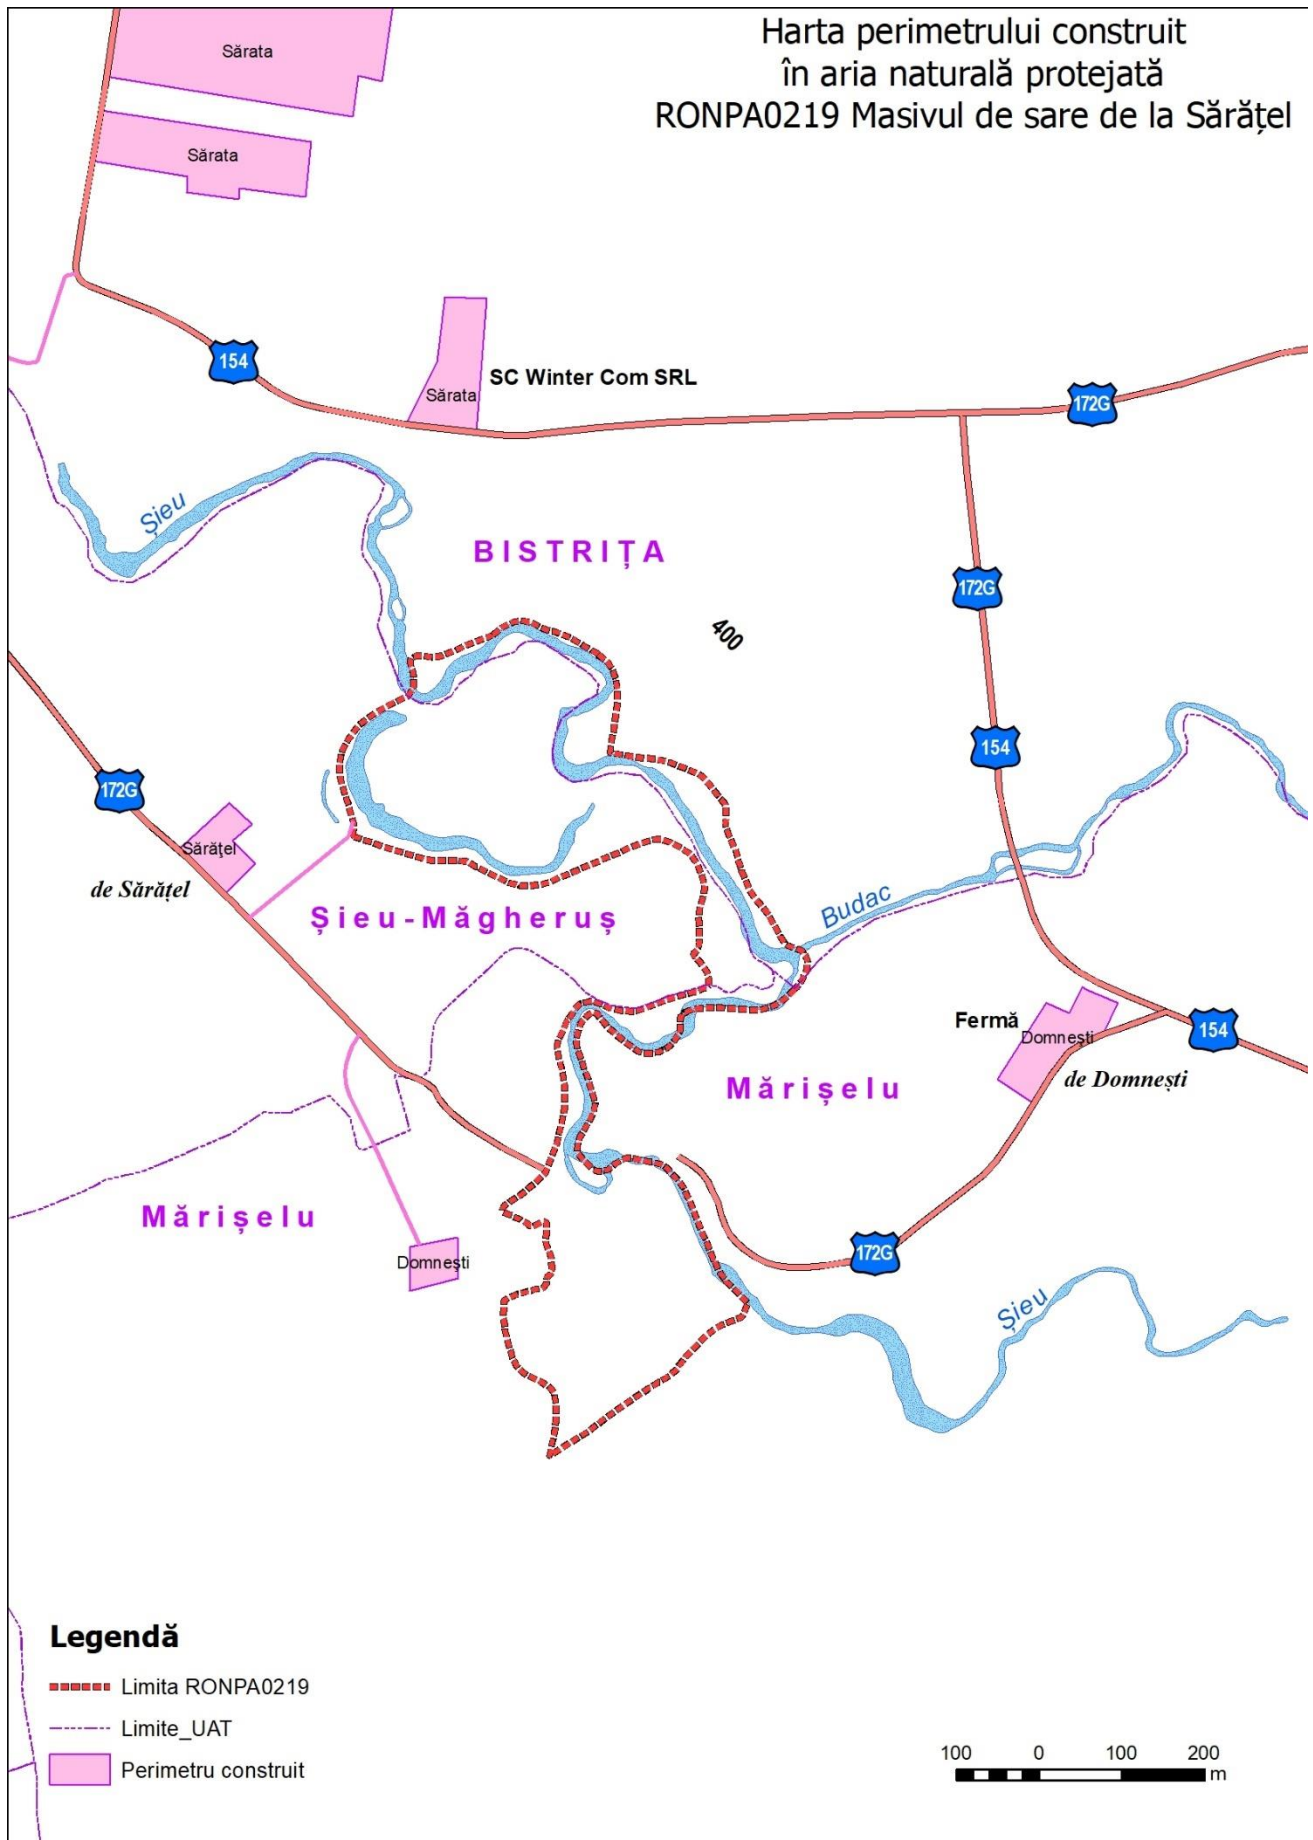 Harta perimetrului construit
în aria naturală protejată
RONPA0219 Masivul de sare de la Sărățel
Sărata
Sărata
154
Sărata
SC Winter Com SRL
172G
Șieu
BISTRIȚA
172G
400
154
172G
Sărățel
de Sărățel
Budac
Șieu-Măgheruș
Fermă
Domnești
154
de Domnești
Mărișelu
Mărișelu
Domnești
172G
Șieu
Legendă
Limita RONPA0219
Limite_UAT
Perimetru construit
100 0 100 200
m